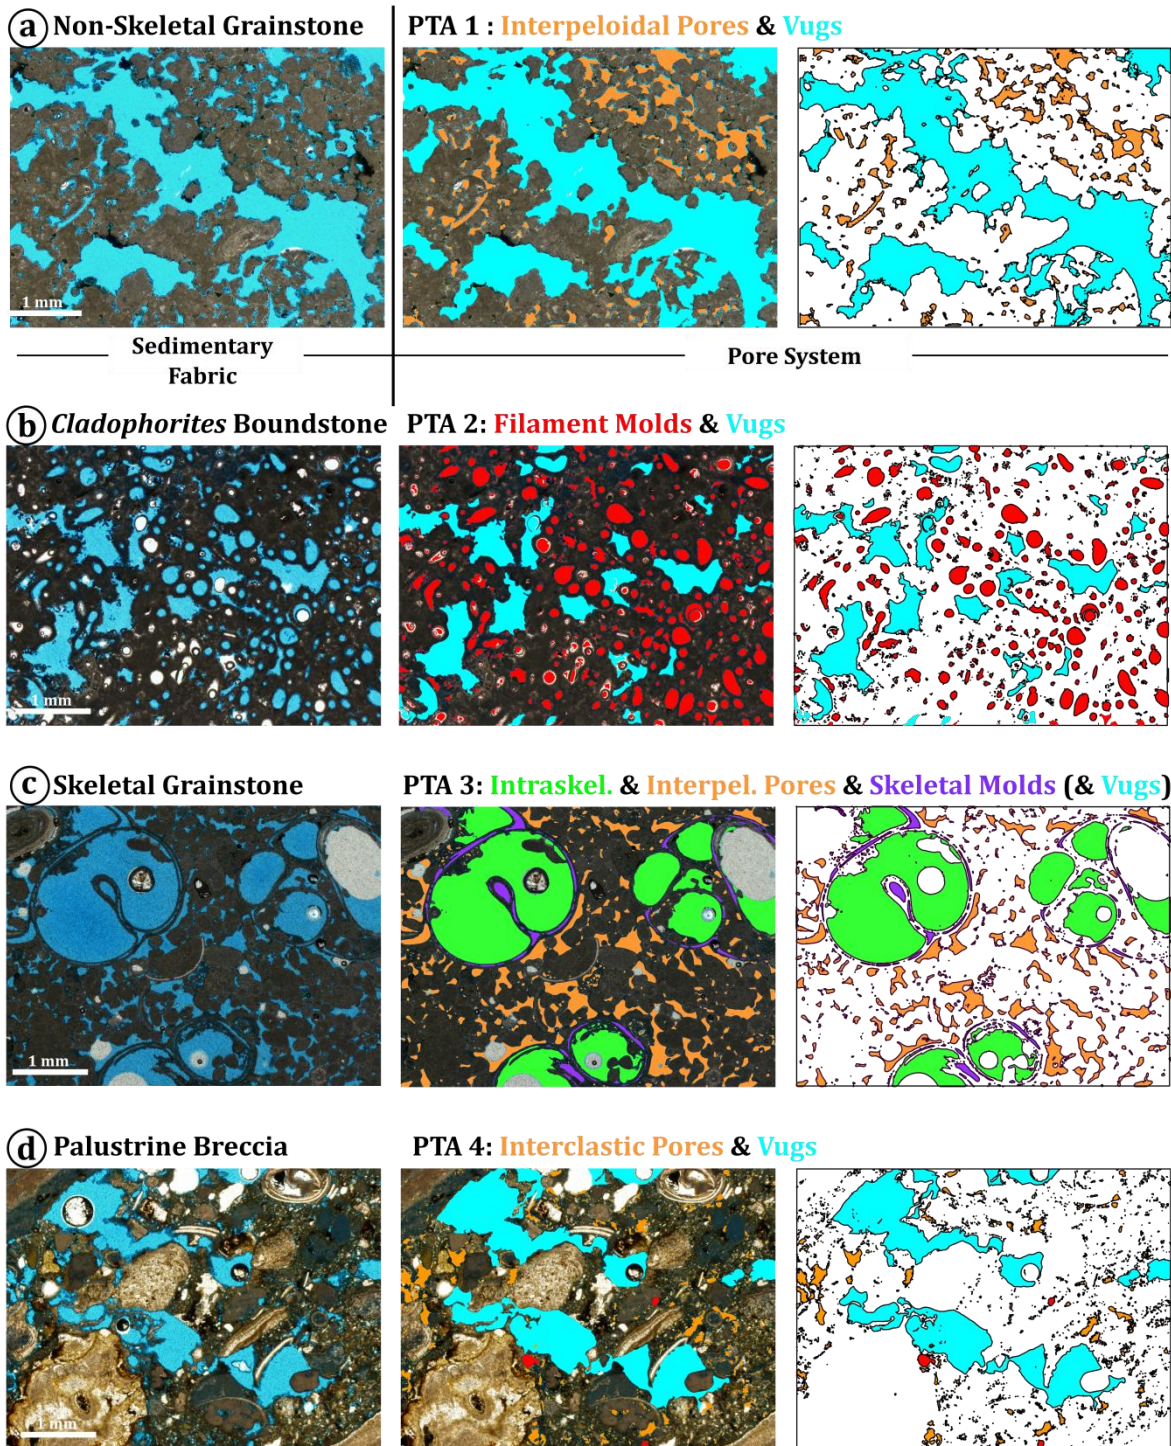 a Non-Skeletal Grainstone
PTA 1 : Interpeloidal Pores & Vugs
1 mm
Sedimentary
Fabric
Pore System
b Cladophorites Boundstone
PTA 2: Filament Molds & Vugs
1 mm
c Skeletal Grainstone
PTA 3: Intraskel. & Interpel. Pores & Skeletal Molds (& Vugs)
1 mm
d Palustrine Breccia
PTA 4: Interclastic Pores & Vugs
1 mm